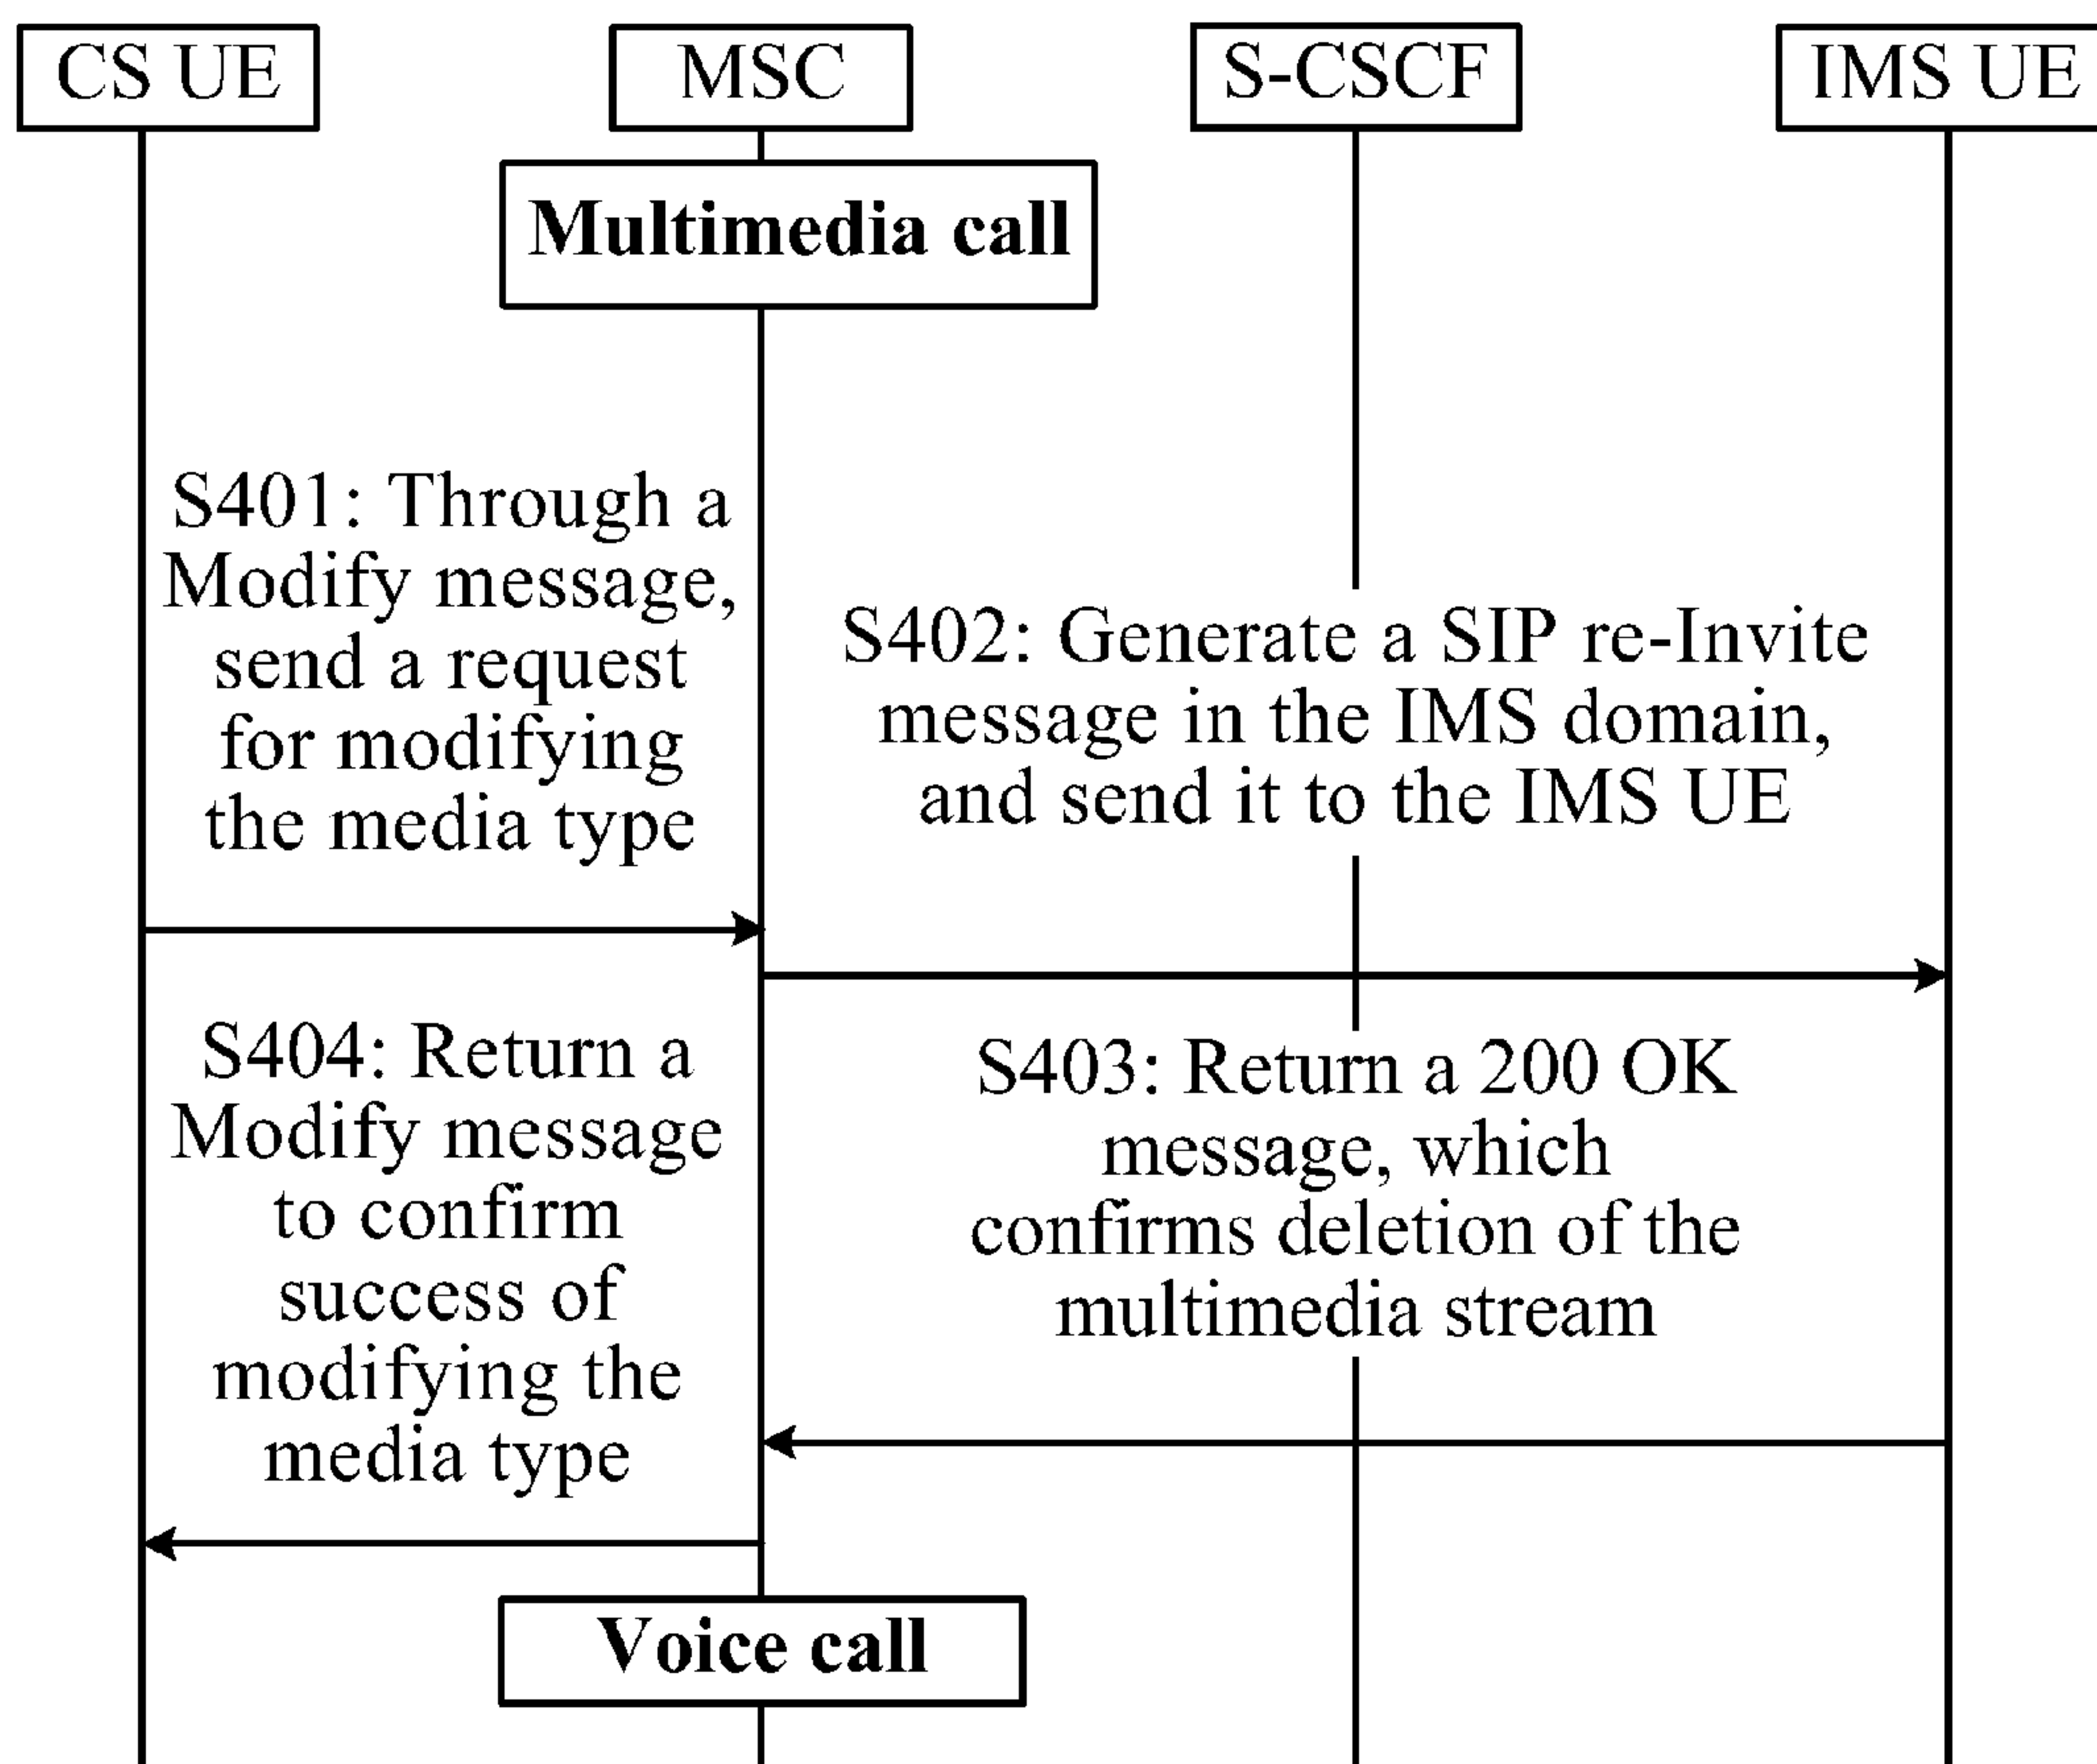 CS UE
MSC
S-CSCF
IMS UE
Multimedia call
S401: Through a
Modify message,
send a request
for modifying
the media type
S402: Generate a SIP re-Invite
message in the IMS domain,
and send it to the IMS UE
S404: Return a
Modify message
to confirm
success of
modifying the
media type
S403: Return a 200 OK
message, which
confirms deletion of the
multimedia stream
Voice call